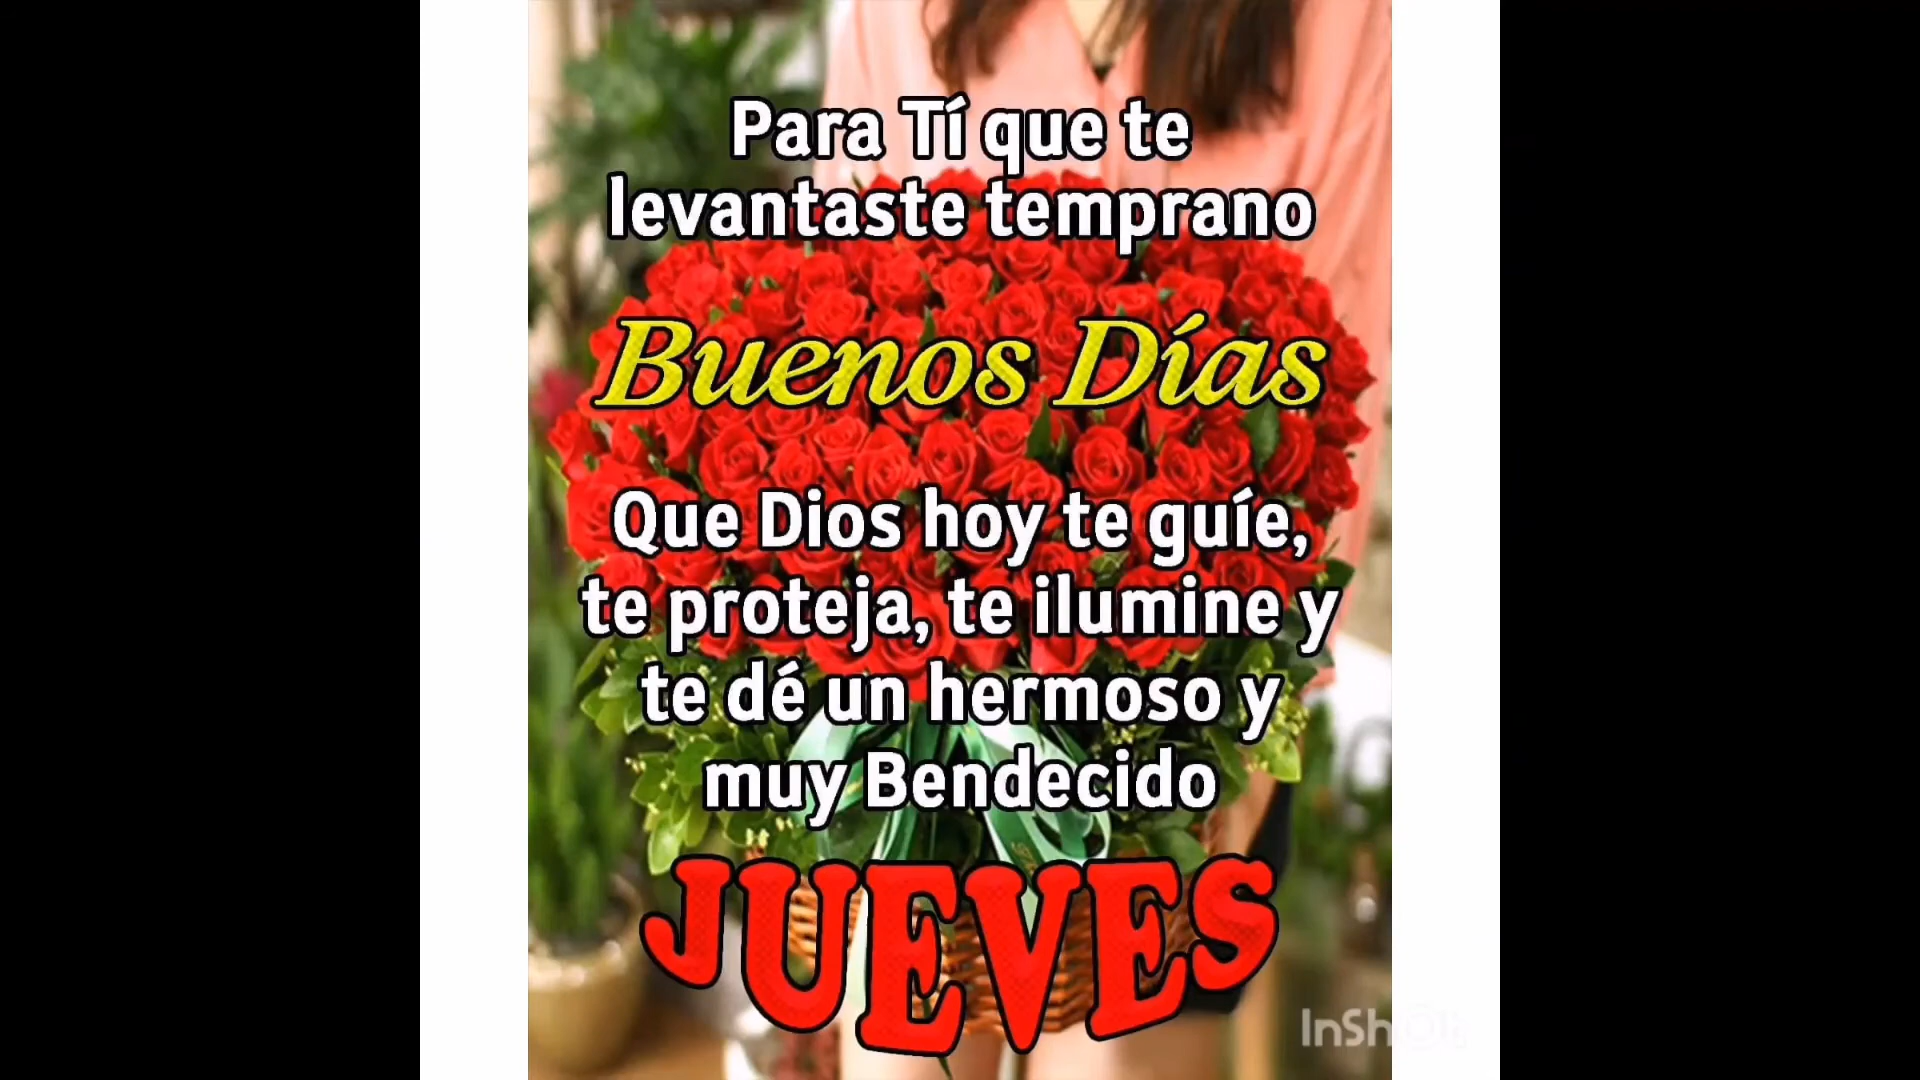 Para Tí que te
levantaste temprano
Buenos Días
Que Dios hoy te guíe,
te proteja, te ilumine y
te dé un hermoso y
muy Bendecido
JUEVES
InShOt